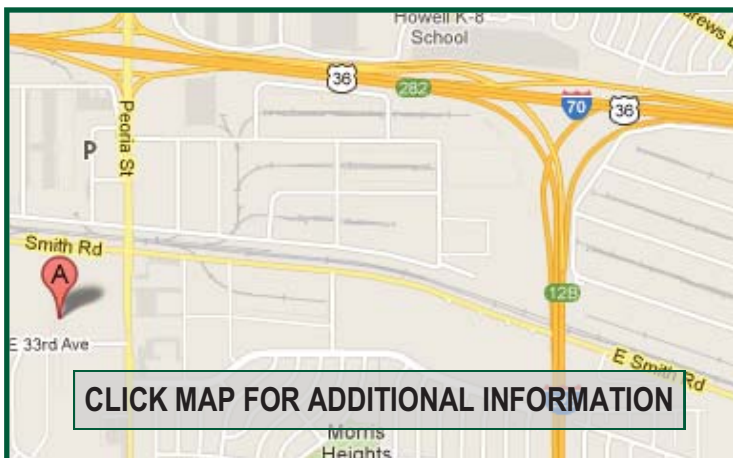 Howell K-8
School
36
282
70
36
Peoria St
P
Smith Rd
A
12B
E 33rd Ave
E Smith Rd
CLICK MAP FOR ADDITIONAL INFORMATION
Morris
Heights